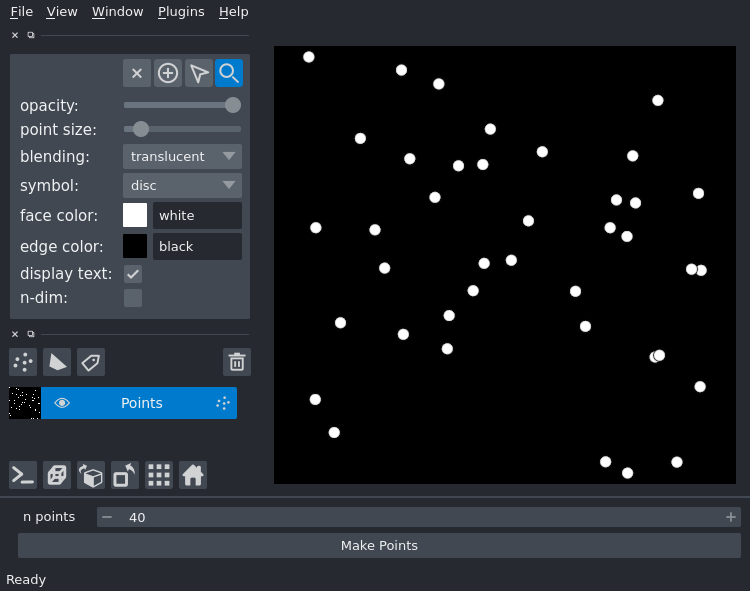 File View Window Plugins Help
opacity:
point size:
blending: translucent
symbol: disc
face color: white
edge color: black
display text:
n-dim:
Points
n points 40
Make Points
Ready